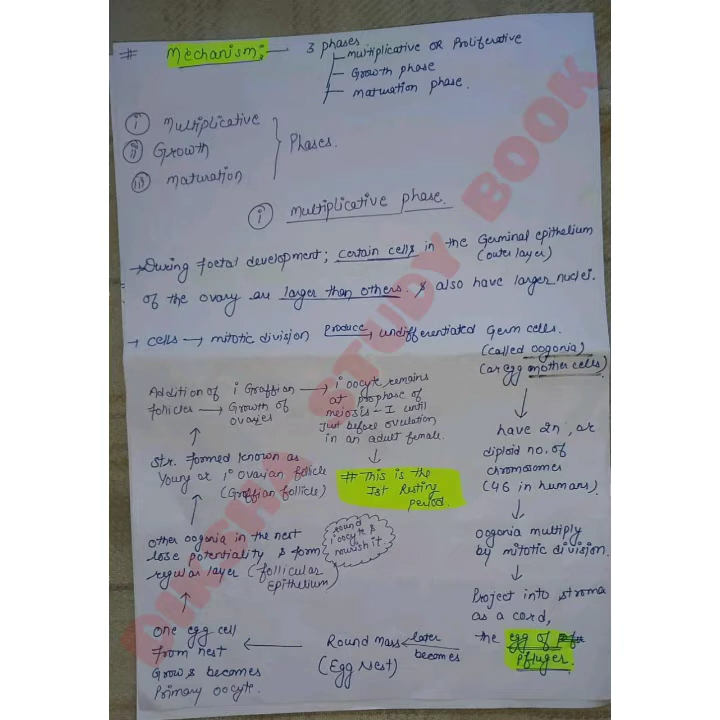 # Mechanism:- 3 phases
- Multiplicative OR Proliferative
- Growth phase
- Maturation phase.
(i) Multiplicative
(ii) Growth
(iii) Maturation
Phases.
(i) Multiplicative phase.
→ During foetal development; certain cells in the Germinal epithelium
(outer layer)
of the ovary are larger than others. & also have larger nuclei.
→ cells → mitotic division produce, undifferentiated Germ cells.
(called oogonia)
(or egg mother cells)
↓
have 2n, or
diploid no. of
chromosomes
(46 in humans)
↓
Oogonia multiply
by mitotic division.
↓
Project into stroma
as a cord,
the egg of
Pfluger.
later
becomes
Round mass
(Egg Nest)
←
One egg cell
from nest
Grow & becomes
Primary oocyte.
↑
Other oogonia in the nest
lose potentiality & form
regular layer (follicular
Epithelium)
round
1° oocyte &
nourish it.
↑
Str. formed known as
Young or 1° Ovarian follicle
(Graffian follicle)
↑
Addition of i Graffian
follicles → Growth of
ovaries
→ 1° oocyte remains
at prophase of
meiosis-I until
Just before ovulation
in an adult female.
↓
# This is the
Ist Resting
period.
DIKSHA STUDY BOOK